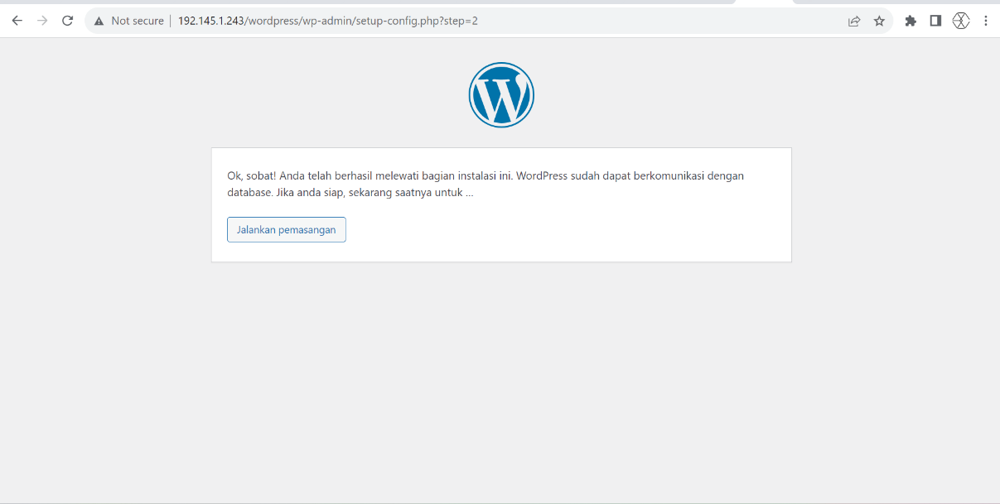 Not secure | 192.145.1.243/wordpress/wp-admin/setup-config.php?step=2
W
Ok, sobat! Anda telah berhasil melewati bagian instalasi ini. WordPress sudah dapat berkomunikasi dengan
database. Jika anda siap, sekarang saatnya untuk ...
Jalankan pemasangan